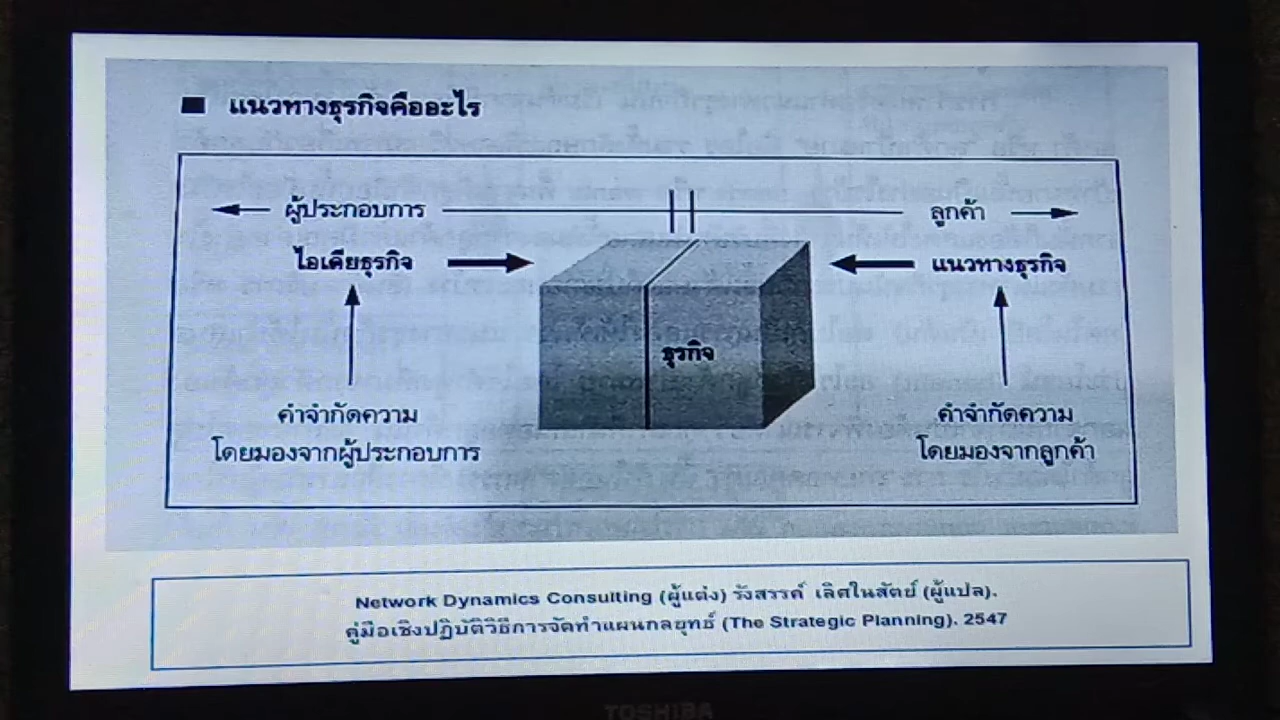 แนวทางธุรกิจคืออะไร
ผู้ประกอบการ
ลูกค้า
ไอเดียธุรกิจ
แนวทางธุรกิจ
ธุรกิจ
คำจำกัดความ
โดยมองจากผู้ประกอบการ
คำจำกัดความ
โดยมองจากลูกค้า
Network Dynamics Consulting (ผู้แต่ง) รังสรรค์ เลิศในสัตย์ (ผู้แปล).
คู่มือเชิงปฏิบัติวิธีการจัดทำแผนกลยุทธ์ (The Strategic Planning). 2547
TOSHIBA